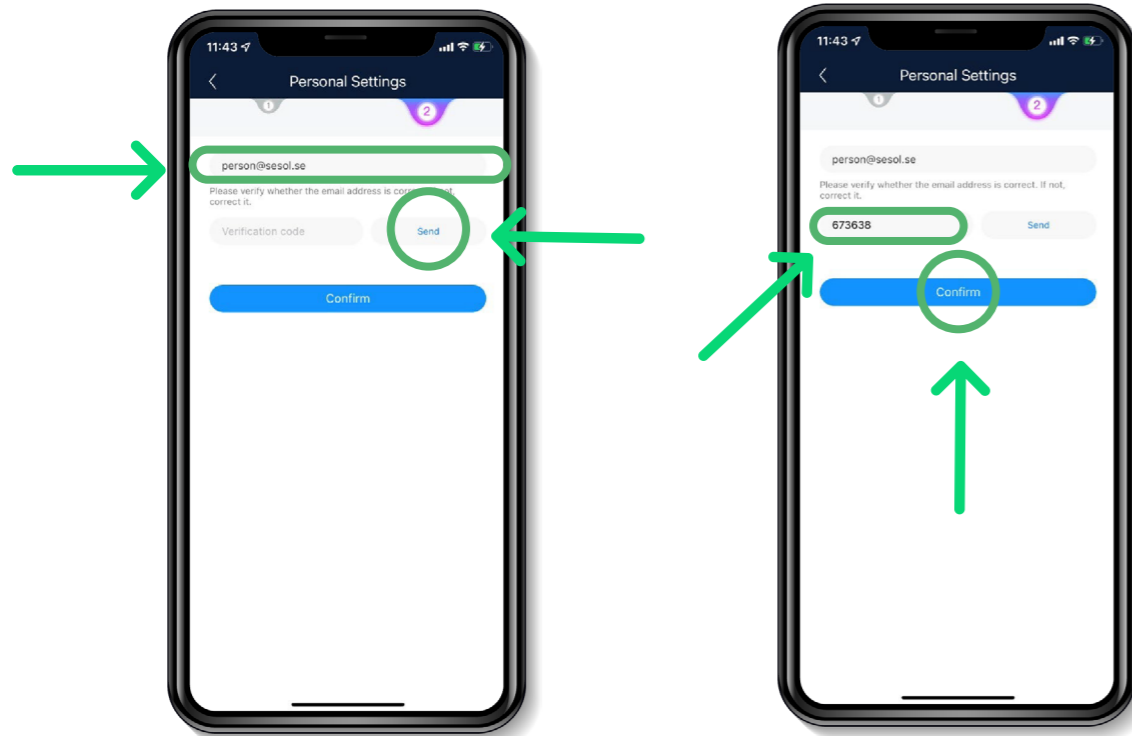 11:43
Personal Settings
1
2
person@sesol.se
Please verify whether the email address is
correct it.
Verification code
Send
Confirm
11:43
Personal Settings
1
2
person@sesol.se
Please verify whether the email address is correct. If not,
correct it.
673638
Send
Confirm